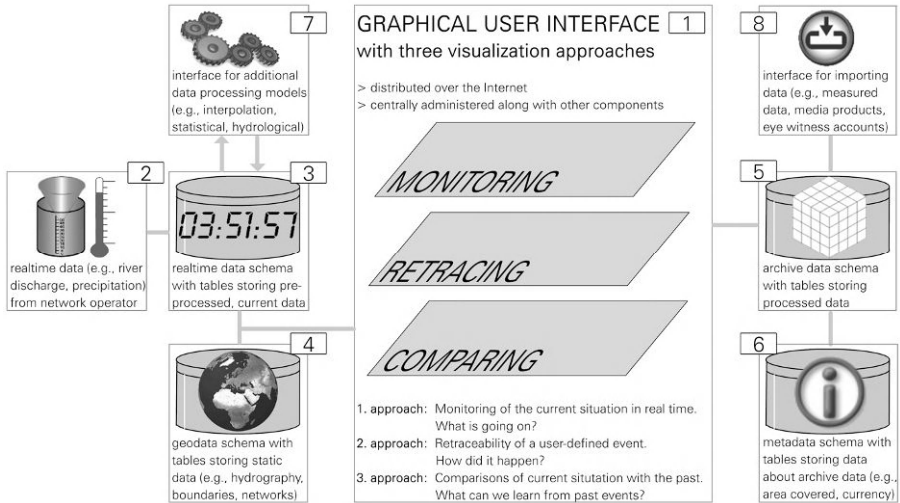 7
interface for additional
data processing models
(e.g., interpolation,
statistical, hydrological)
2
realtime data (e.g., river
discharge, precipitation)
from network operator
3
03:51:57
realtime data schema
with tables storing pre-
processed, current data
4
geodata schema with
tables storing static
data (e.g., hydrography,
boundaries, networks)
GRAPHICAL USER INTERFACE 1
with three visualization approaches
> distributed over the Internet
> centrally administered along with other components
MONITORING
RETRACING
COMPARING
1. approach: Monitoring of the current situation in real time.
What is going on?
2. approach: Retraceability of a user-defined event.
How did it happen?
3. approach: Comparisons of current situtation with the past.
What can we learn from past events?
8
interface for importing
data (e.g., measured
data, media products,
eye witness accounts)
5
archive data schema
with tables storing
processed data
6
i
metadata schema with
tables storing data
about archive data (e.g.,
area covered, currency)